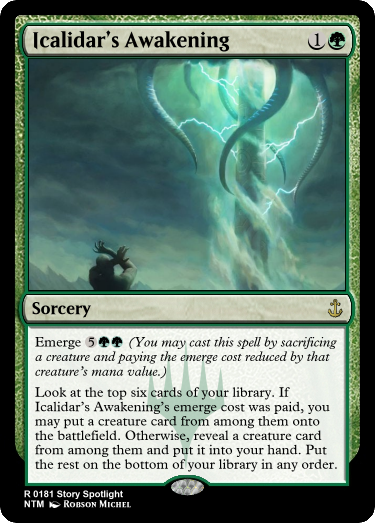 Icalidar's Awakening 1
Sorcery
Emerge 5 (You may cast this spell by sacrificing
a creature and paying the emerge cost reduced by that
creature's mana value.)
Look at the top six cards of your library. If
Icalidar's Awakening's emerge cost was paid, you
may put a creature card from among them onto
the battlefield. Otherwise, reveal a creature card
from among them and put it into your hand. Put
the rest on the bottom of your library in any order.
R 0181 Story Spotlight
NTM Robson Michel